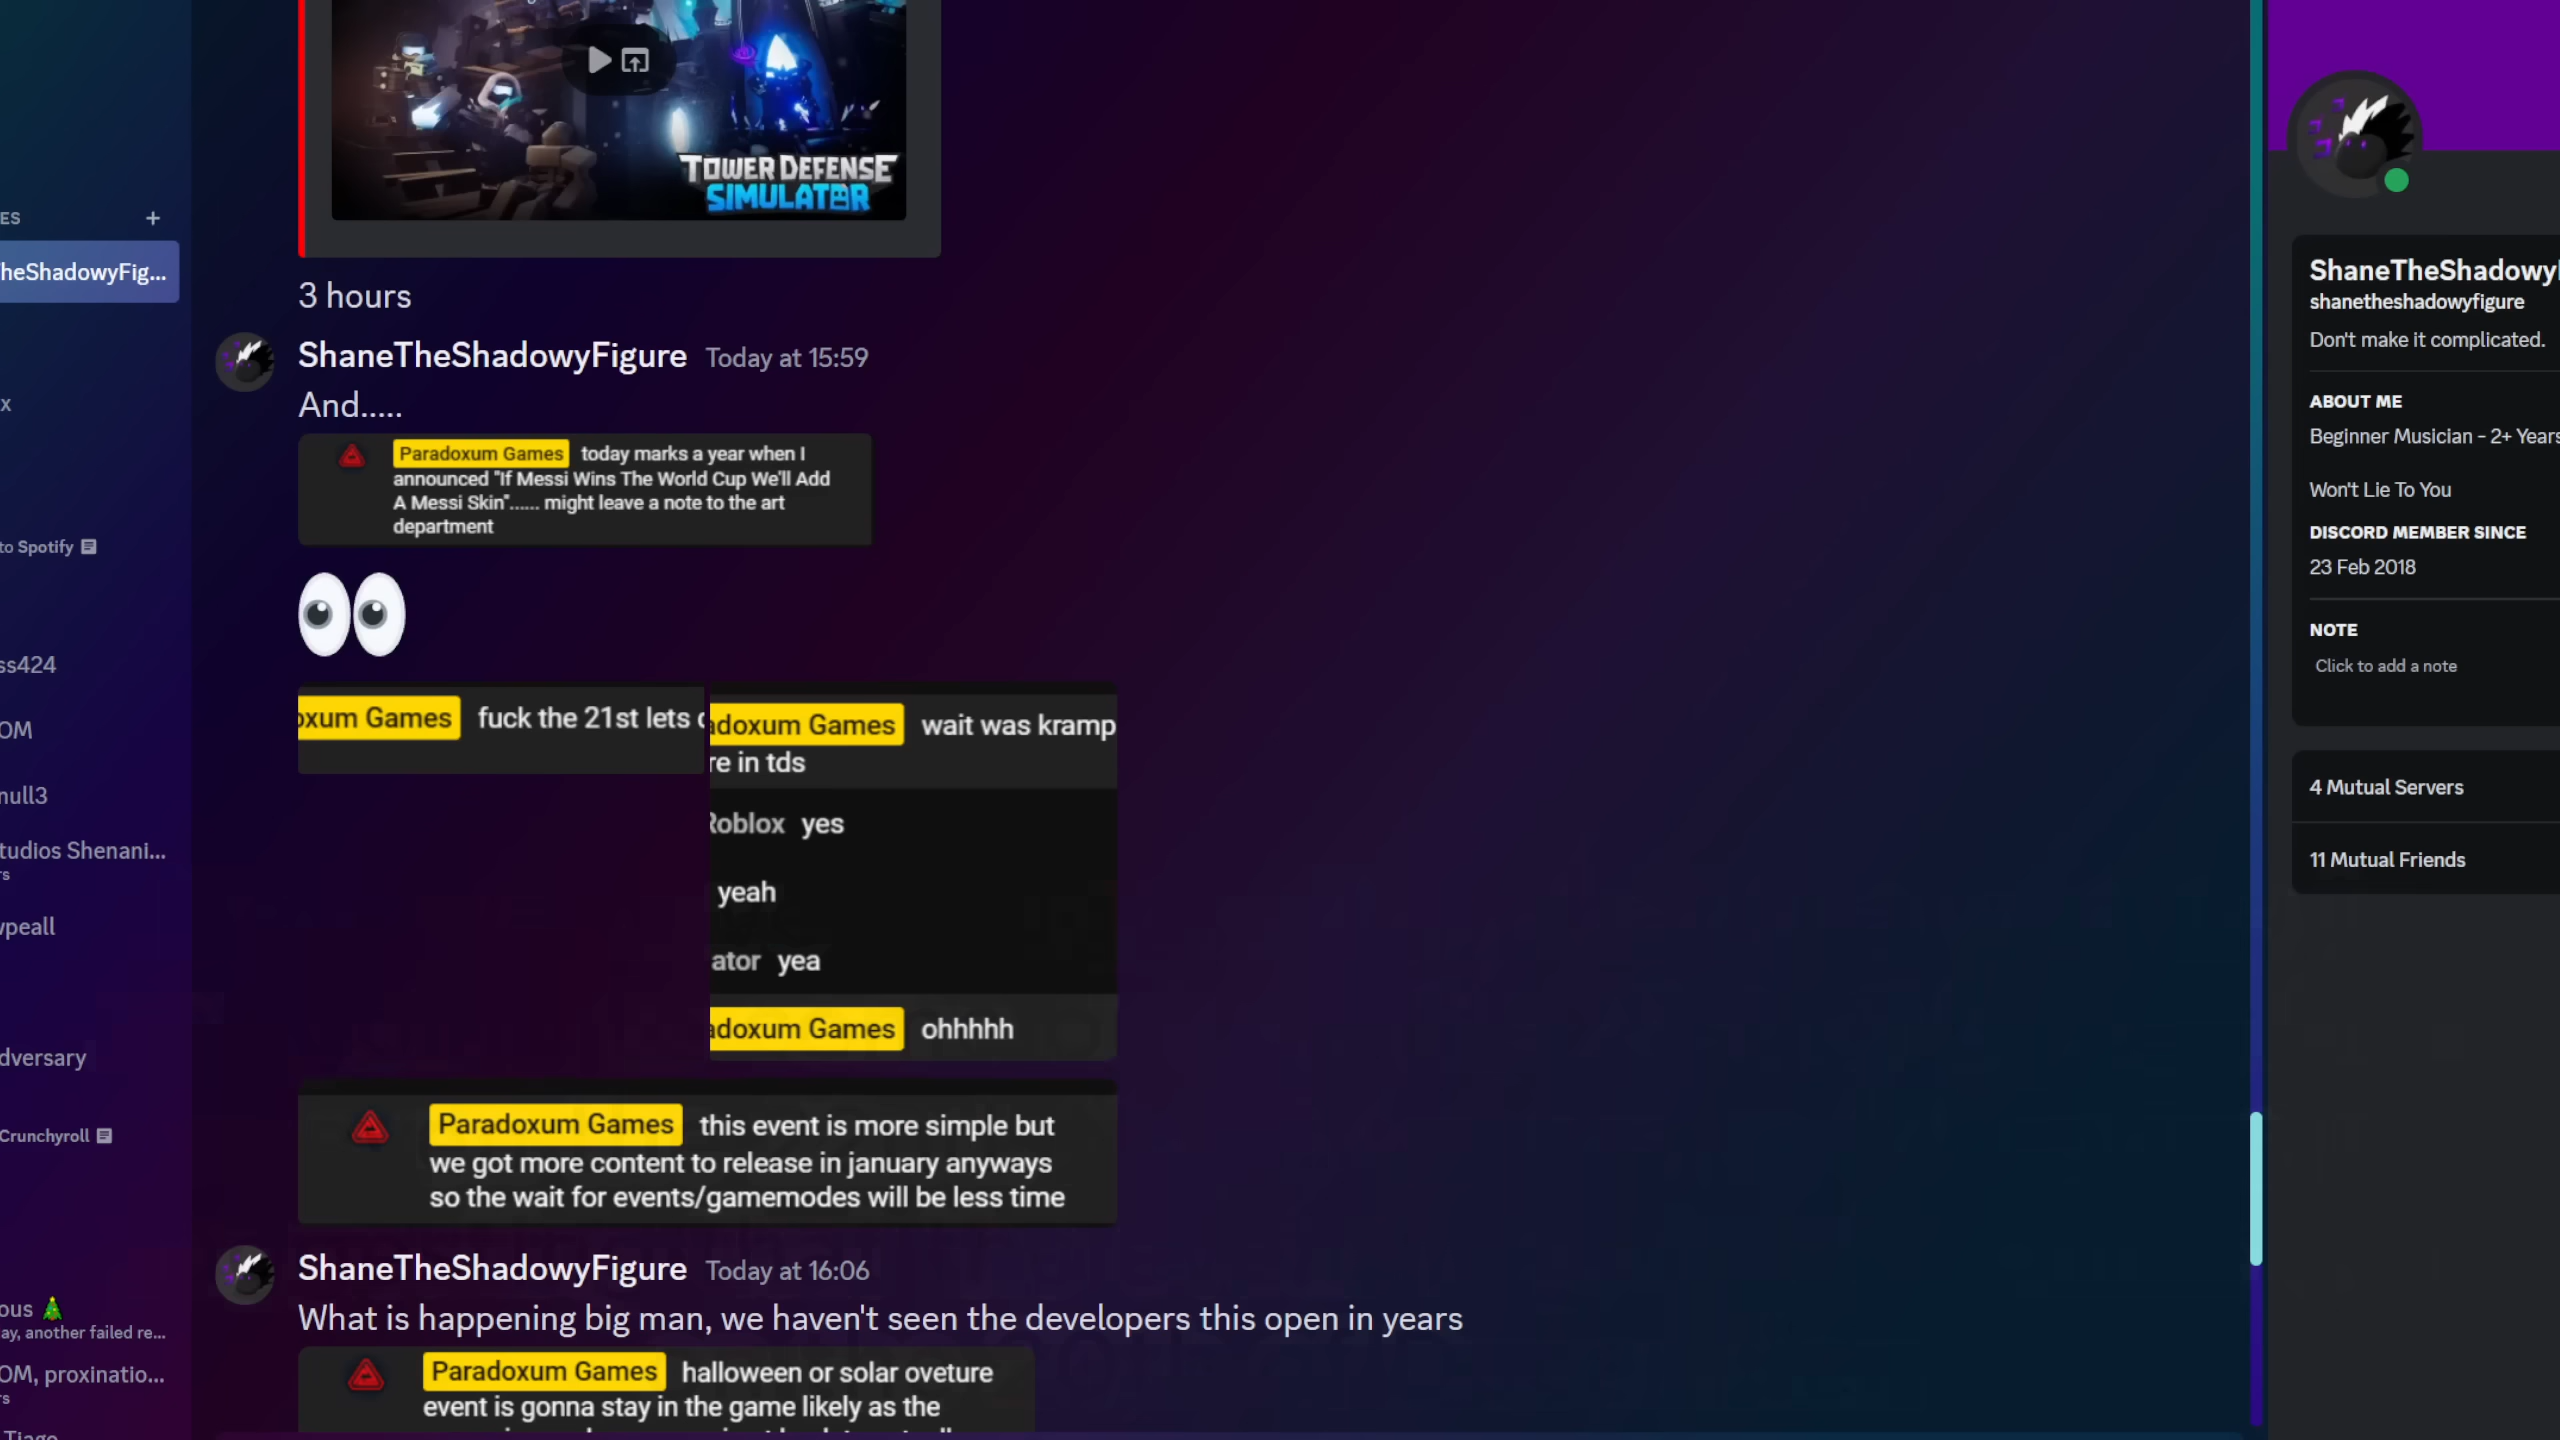 TOWER DEFENSE
SIMULATOR
ES +
heShadowyFig...
3 hours
ShaneTheShadowyFigure Today at 15:59
And.....
Paradoxum Games today marks a year when I
announced "If Messi Wins The World Cup We'll Add
A Messi Skin"...... might leave a note to the art
department
x
to Spotify
oxum Games fuck the 21st lets
adoxum Games wait was kramp
re in tds
Roblox yes
yeah
ator yea
adoxum Games ohhhhh
ss424
OM
null3
tudios Shenani...
rs
wpeall
dversary
Crunchyroll
Paradoxum Games this event is more simple but
we got more content to release in january anyways
so the wait for events/gamemodes will be less time
ShaneTheShadowyFigure Today at 16:06
What is happening big man, we haven't seen the developers this open in years
Paradoxum Games halloween or solar oveture
event is gonna stay in the game likely as the
ous
ay, another failed re...
OM, proxinatio...
rs
Tiago
ShaneTheShadowy
shanetheshadowyfigure
Don't make it complicated.
ABOUT ME
Beginner Musician - 2+ Years
Won't Lie To You
DISCORD MEMBER SINCE
23 Feb 2018
NOTE
Click to add a note
4 Mutual Servers
11 Mutual Friends